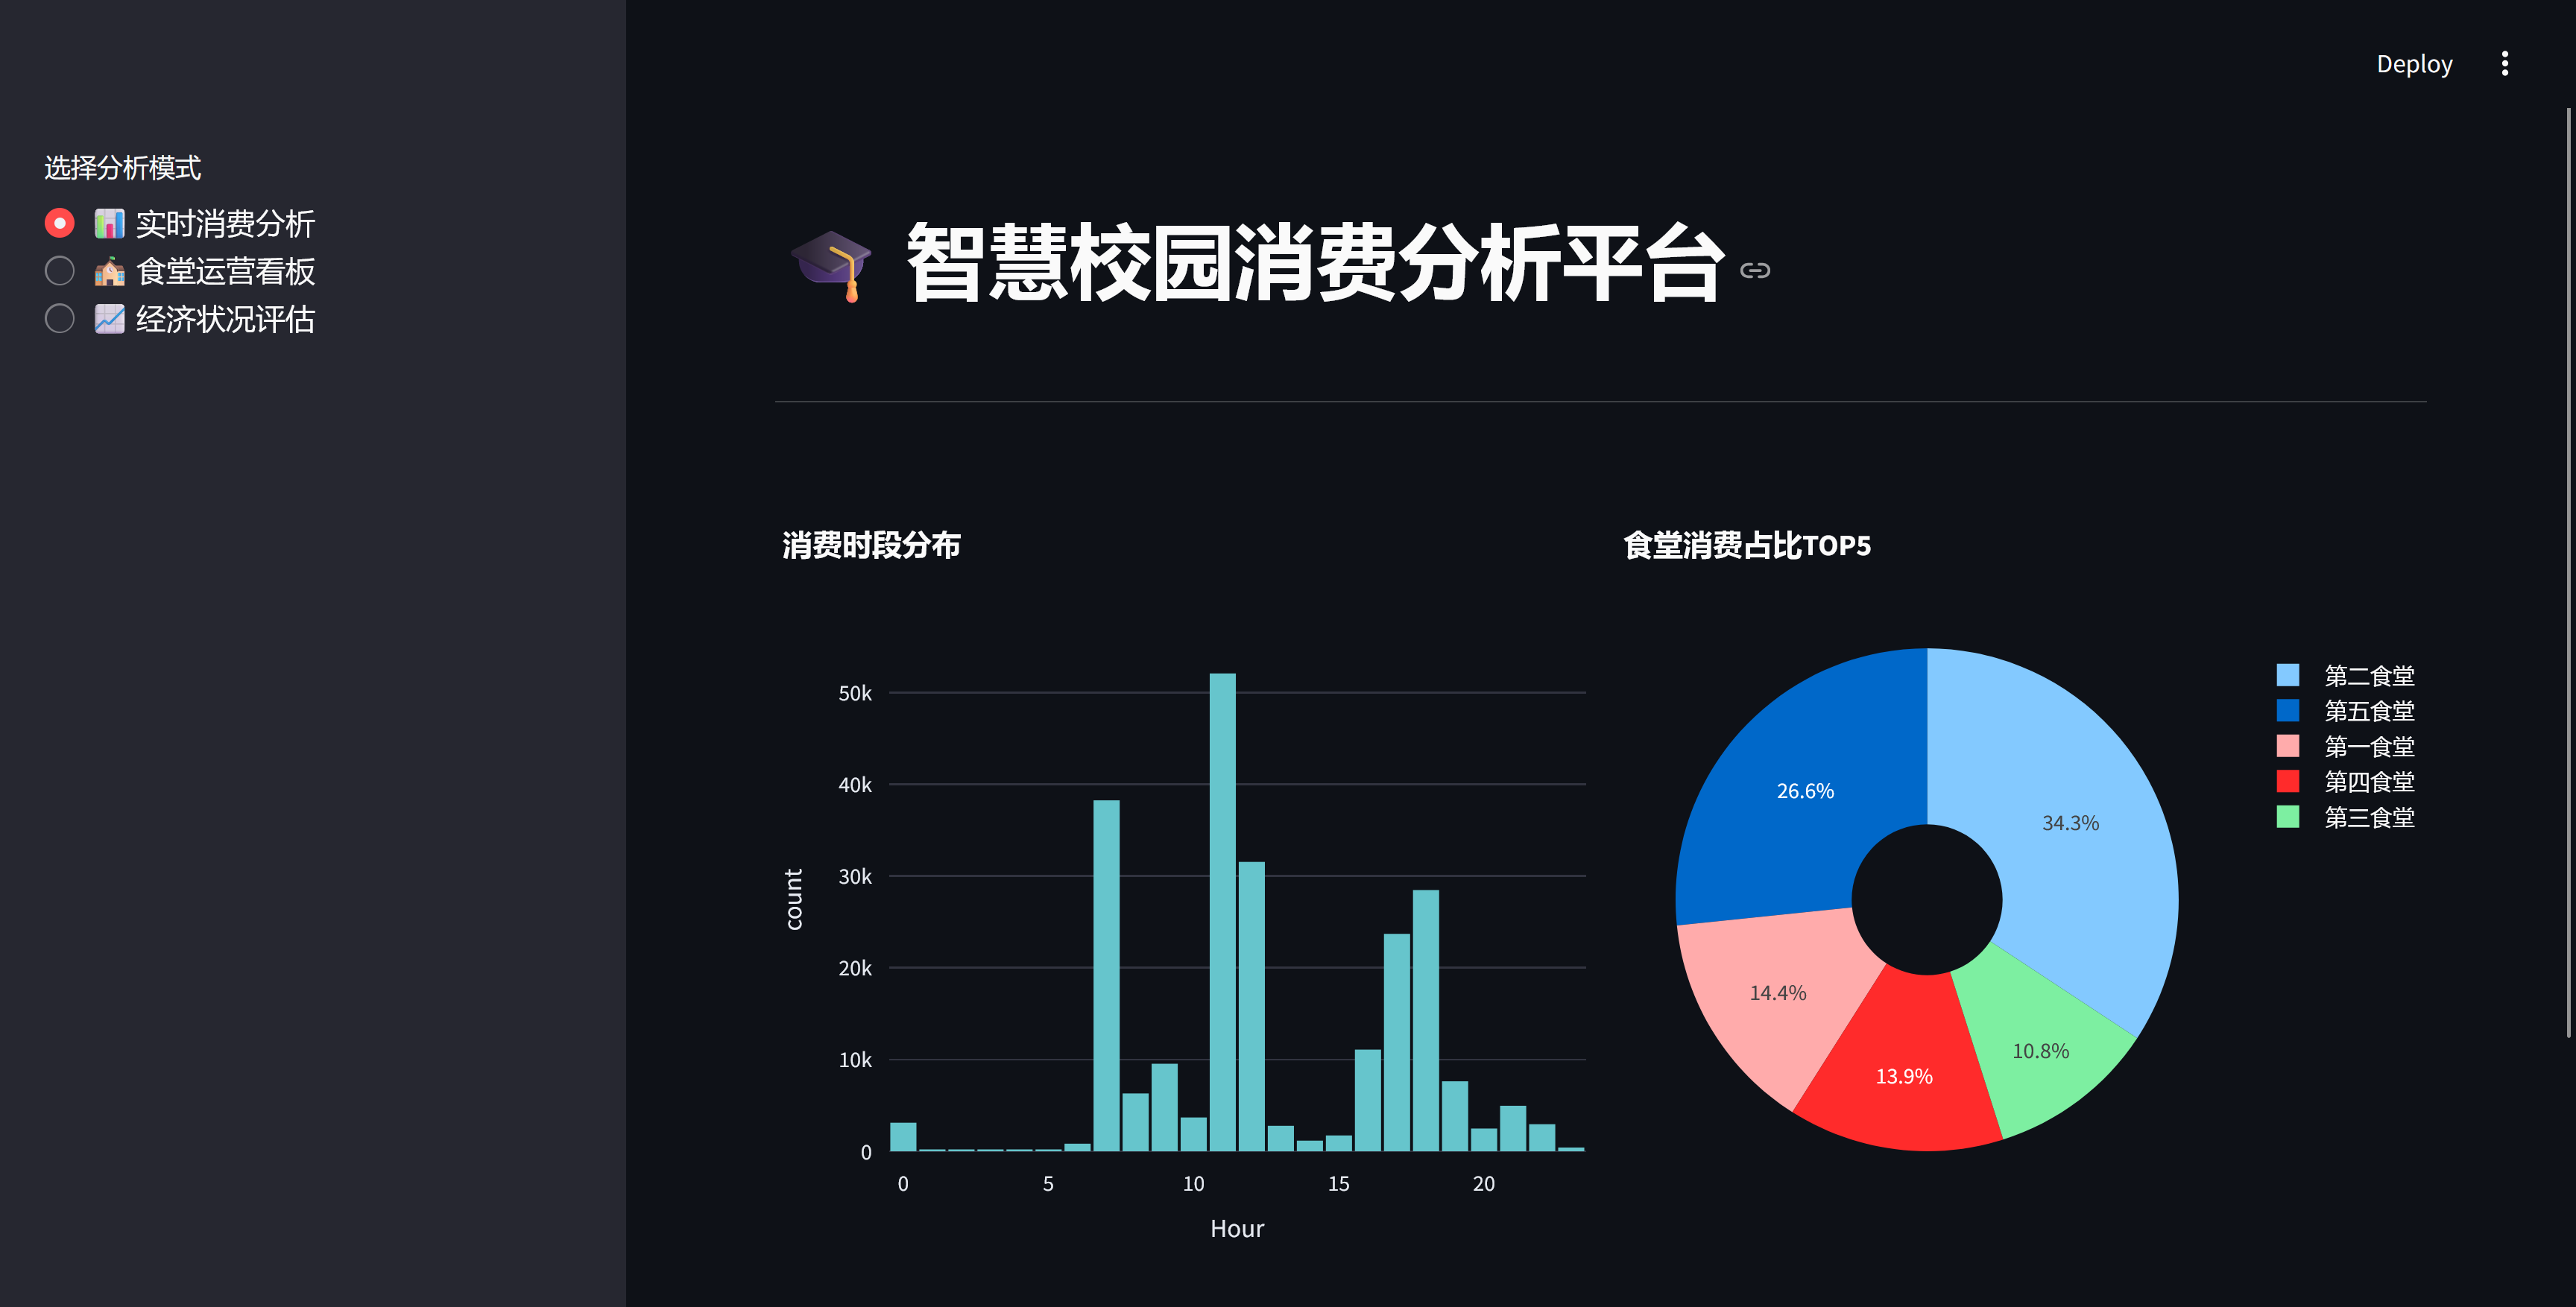 Deploy
选择分析模式
实时消费分析
食堂运营看板
经济状况评估
智慧校园消费分析平台
消费时段分布
50k
40k
30k
20k
10k
0
count
0 5 10 15 20
Hour
食堂消费占比TOP5
34.3%
26.6%
14.4%
13.9%
10.8%
第二食堂
第五食堂
第一食堂
第四食堂
第三食堂